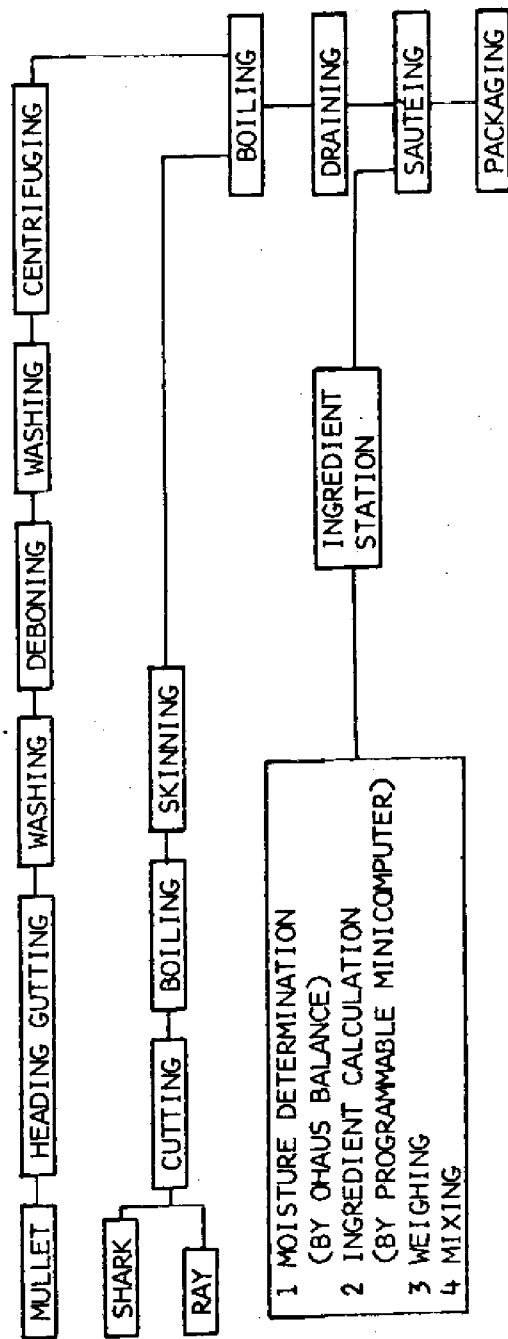 MULLET
HEADING GUTTING
WASHING
DEBONING
WASHING
CENTRIFUGING
SHARK
RAY
CUTTING
BOILING
SKINNING
BOILING
DRAINING
SAUTEING
PACKAGING
INGREDIENT
STATION
1 MOISTURE DETERMINATION
(BY OHAUS BALANCE)
2 INGREDIENT CALCULATION
(BY PROGRAMMABLE MINICOMPUTER)
3 WEIGHING
4 MIXING